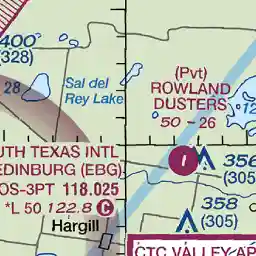 400
(328)
28
Sal del
Rey Lake
(Pvt)
ROWLAND
DUSTERS
50 - 26
UTH TEXAS INTL
EDINBURG (EBG)
OS-3PT 118.025
*L 50 122.8 C
356
(305
358
(305)
Hargill
CTC VALLEY AP